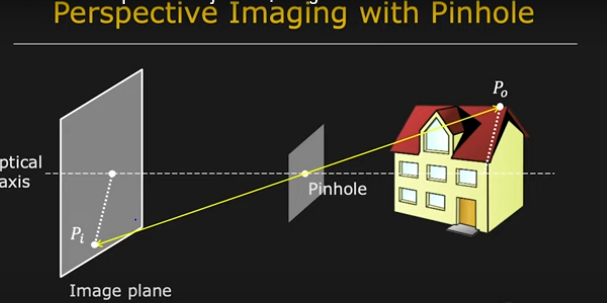 Perspective Imaging with Pinhole
Pₒ
ptical
axis
Pinhole
Pᵢ
Image plane